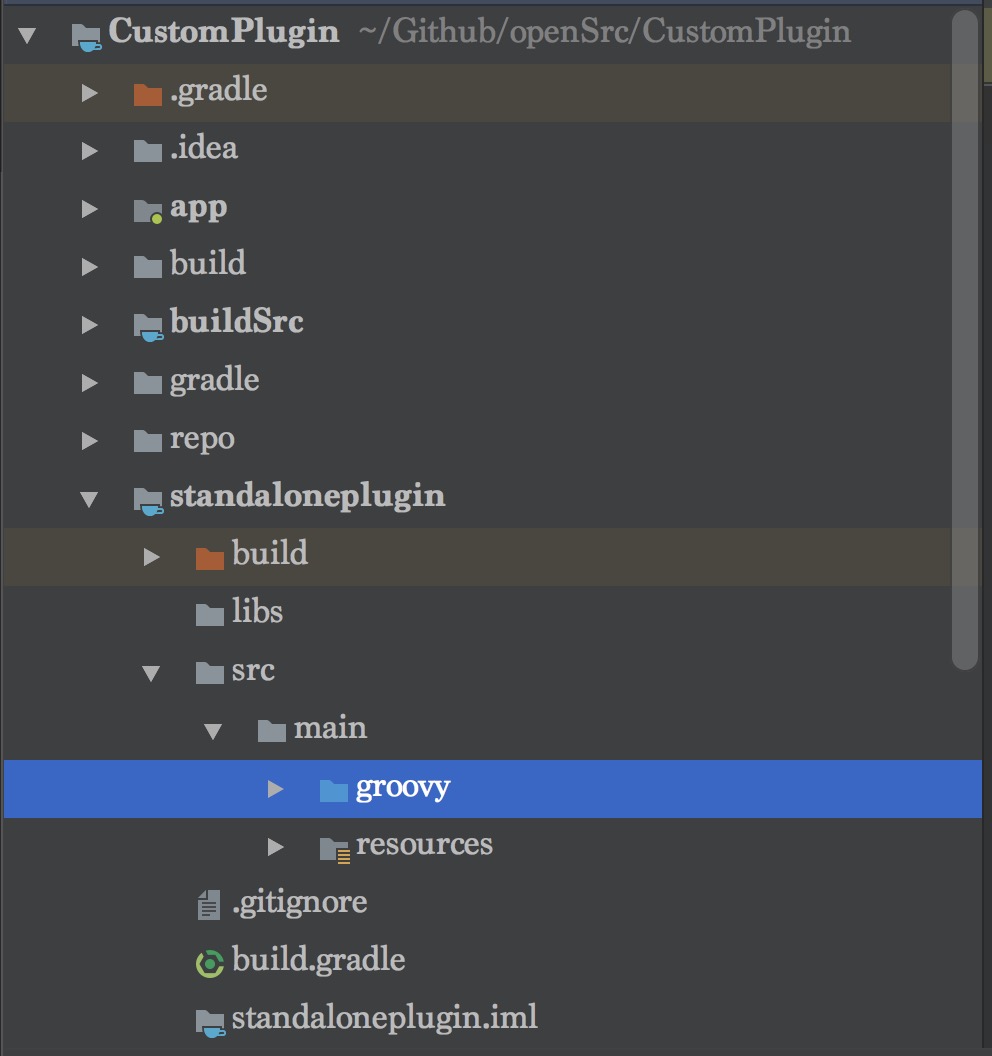 CustomPlugin ~/Github/openSrc/CustomPlugin
.gradle
.idea
app
build
buildSrc
gradle
repo
standaloneplugin
build
libs
src
main
groovy
resources
.gitignore
build.gradle
standaloneplugin.iml